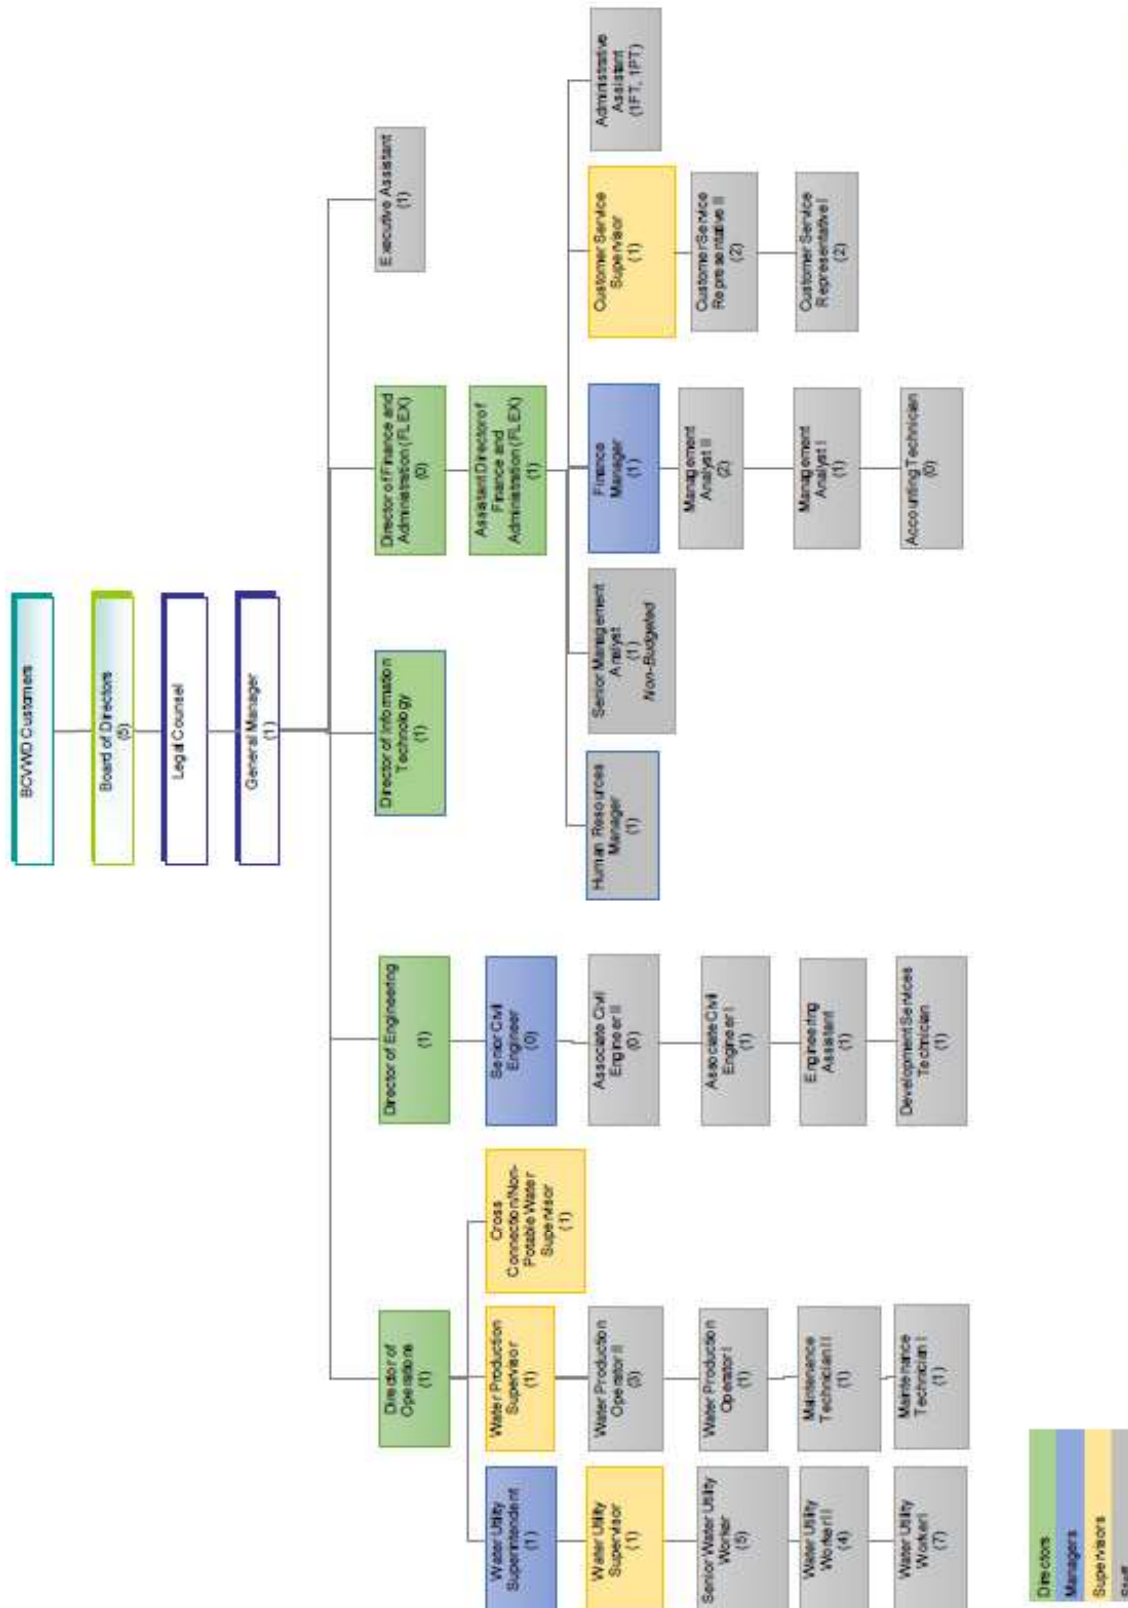 BCVWD Customers
Board of Directors
(5)
Legal Counsel
General Manager
(1)
Director of
Operations
(1)
Director of Engineering
(1)
Director of Information
Technology
(1)
Director of Finance and
Administration (FLEX)
(0)
Executive Assistant
(1)
Assistant Director of
Finance and
Administration (FLEX)
(1)
Water Utility
Superintendent
(1)
Water Production
Supervisor
(1)
Cross
Connection/Non-
Potable Water
Supervisor
(1)
Senior Civil
Engineer
(0)
Water Utility
Supervisor
(1)
Water Production
Operator II
(3)
Associate Civil
Engineer II
(0)
Human Resources
Manager
(1)
Senior Management
Analyst
(1)
Non-Budgeted
Finance
Manager
(1)
Customer Service
Supervisor
(1)
Administrative
Assistant
(1FT, 1PT)
Senior Water Utility
Worker
(5)
Water Production
Operator I
(1)
Associate Civil
Engineer I
(1)
Management
Analyst II
(2)
Customer Service
Representative II
(2)
Water Utility
Worker II
(4)
Maintenance
Technician II
(1)
Engineering
Assistant
(1)
Management
Analyst I
(1)
Customer Service
Representative I
(2)
Water Utility
Worker I
(7)
Maintenance
Technician I
(1)
Development Services
Technician
(1)
Accounting Technician
(0)
Directors
Managers
Supervisors
Staff